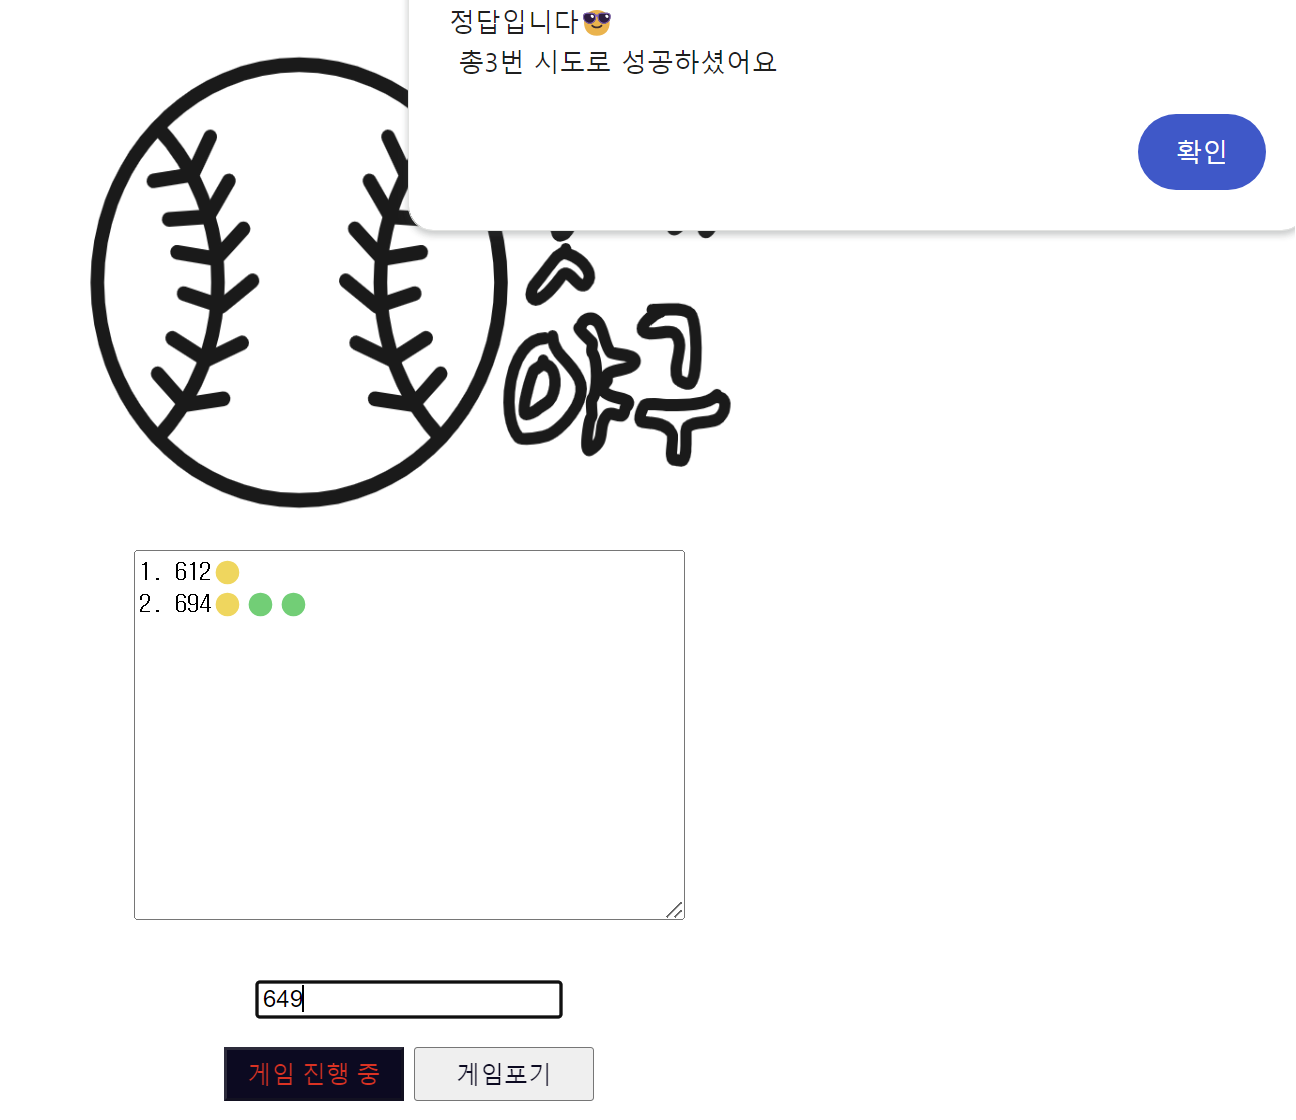 정답입니다😎
총3번 시도로 성공하셨어요
확인
야구
1. 612🟡
2. 694🟡🟢🟢
649
게임 진행 중
게임포기